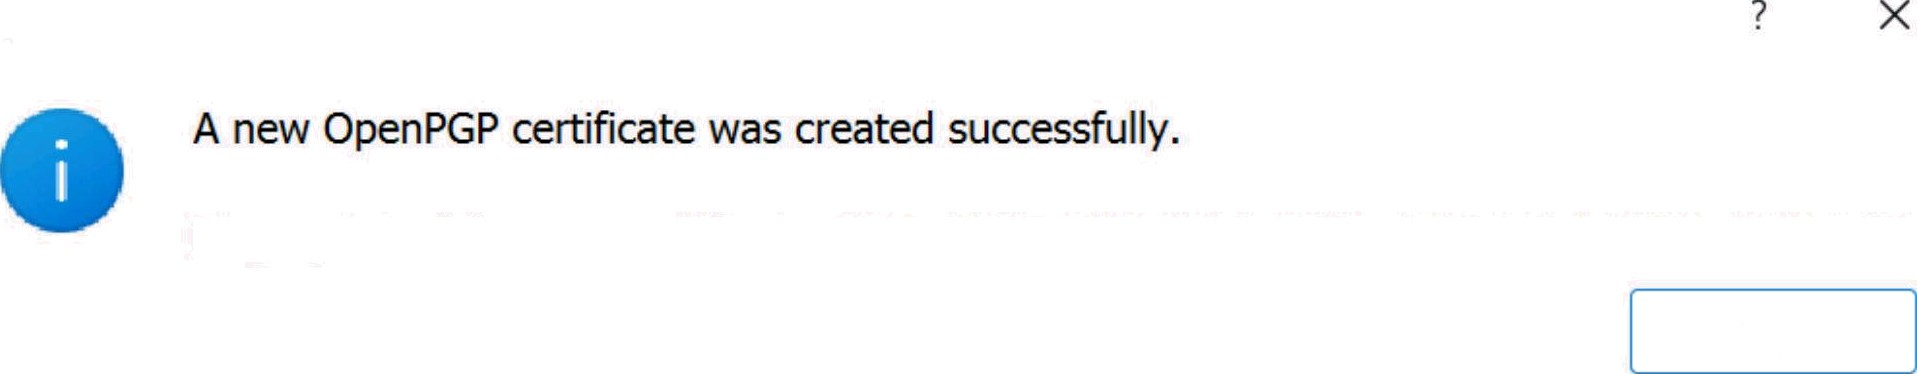 ?
A new OpenPGP certificate was created successfully.